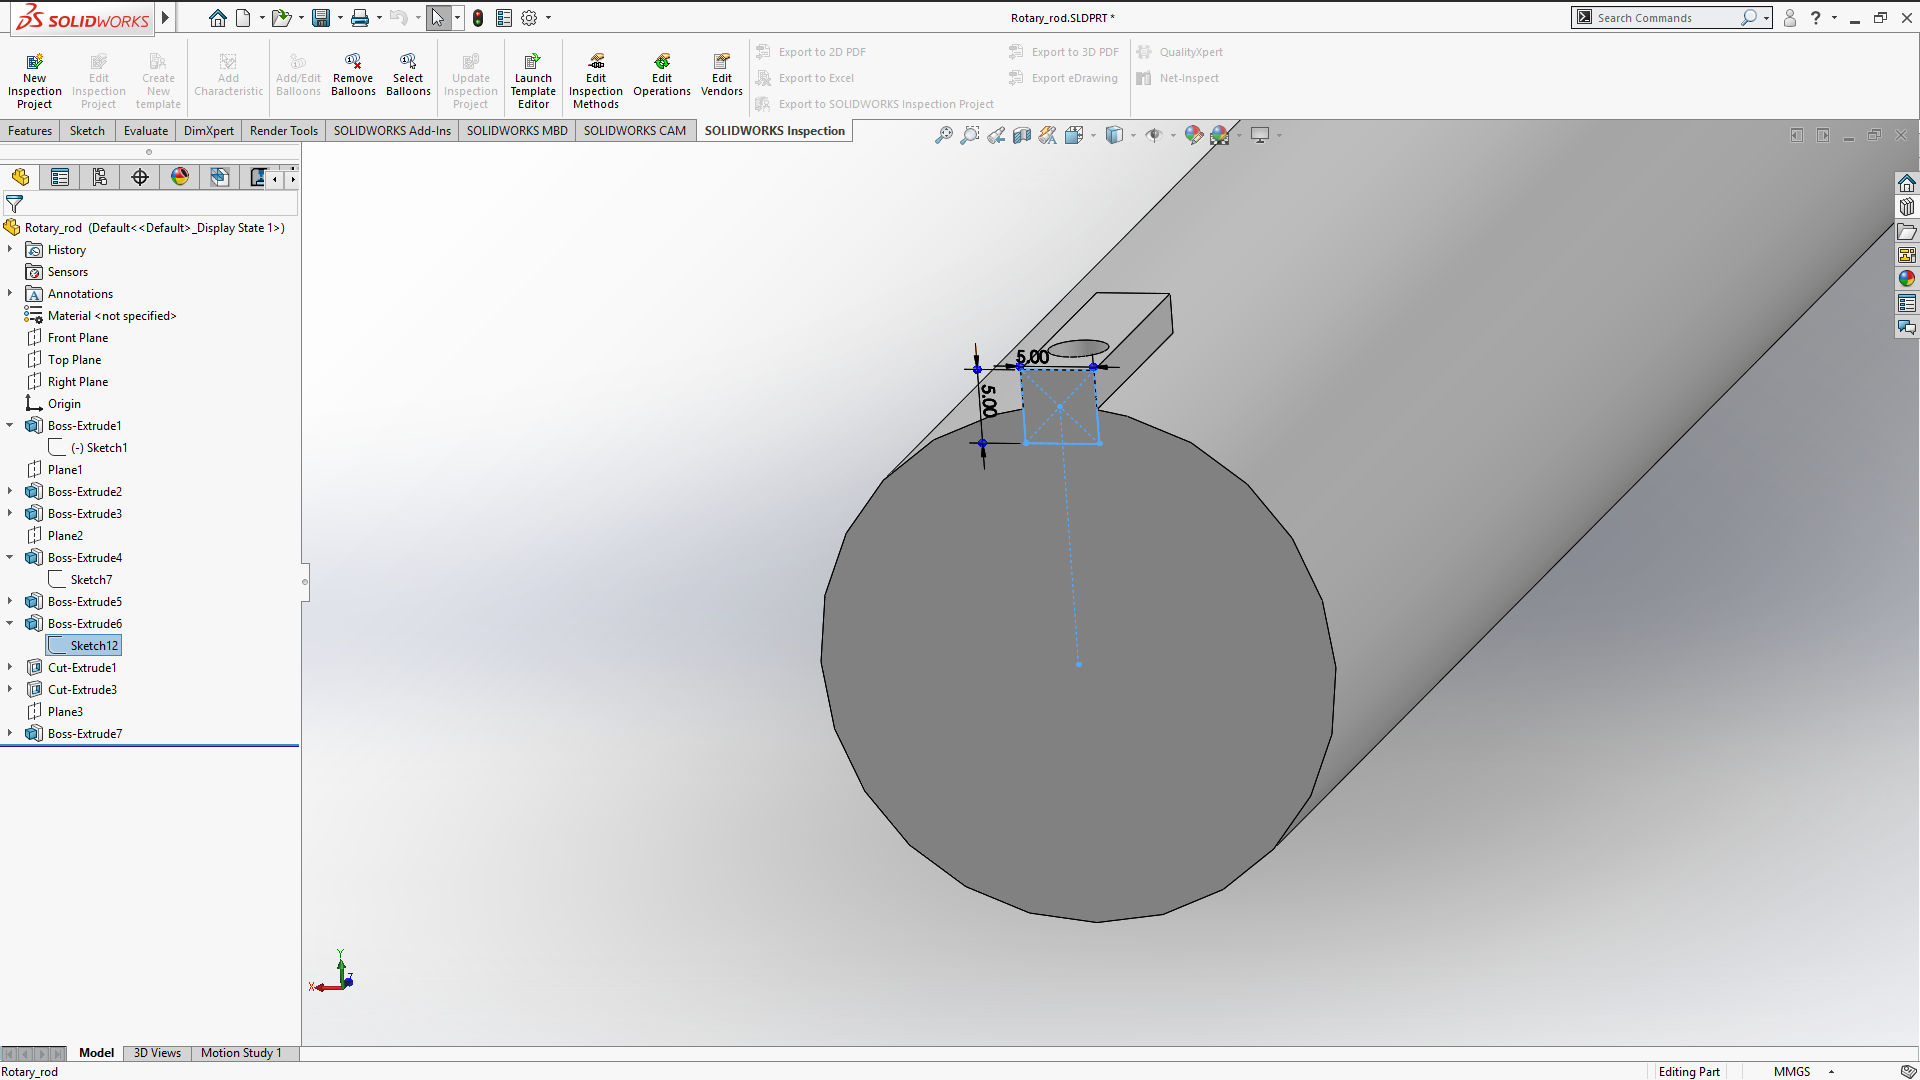 SOLIDWORKS
Rotary_rod.SLDPRT *
Search Commands
New Inspection Project
Edit Inspection Project
Create New template
Add Characteristic
Add/Edit Balloons
Remove Balloons
Select Balloons
Update Inspection Project
Launch Template Editor
Edit Inspection Methods
Edit Operations
Edit Vendors
Export to 2D PDF
Export to Excel
Export to SOLIDWORKS Inspection Project
Export to 3D PDF
Export eDrawing
QualityXpert
Net-Inspect
Features Sketch Evaluate DimXpert Render Tools SOLIDWORKS Add-Ins SOLIDWORKS MBD SOLIDWORKS CAM SOLIDWORKS Inspection
Rotary_rod (Default<<Default>_Display State 1>)
History
Sensors
Annotations
Material <not specified>
Front Plane
Top Plane
Right Plane
Origin
Boss-Extrude1
(-) Sketch1
Plane1
Boss-Extrude2
Boss-Extrude3
Plane2
Boss-Extrude4
Sketch7
Boss-Extrude5
Boss-Extrude6
Sketch12
Cut-Extrude1
Cut-Extrude3
Plane3
Boss-Extrude7
5.00
5.00
Y
X
Z
Model 3D Views Motion Study 1
Rotary_rod
Editing Part
MMGS